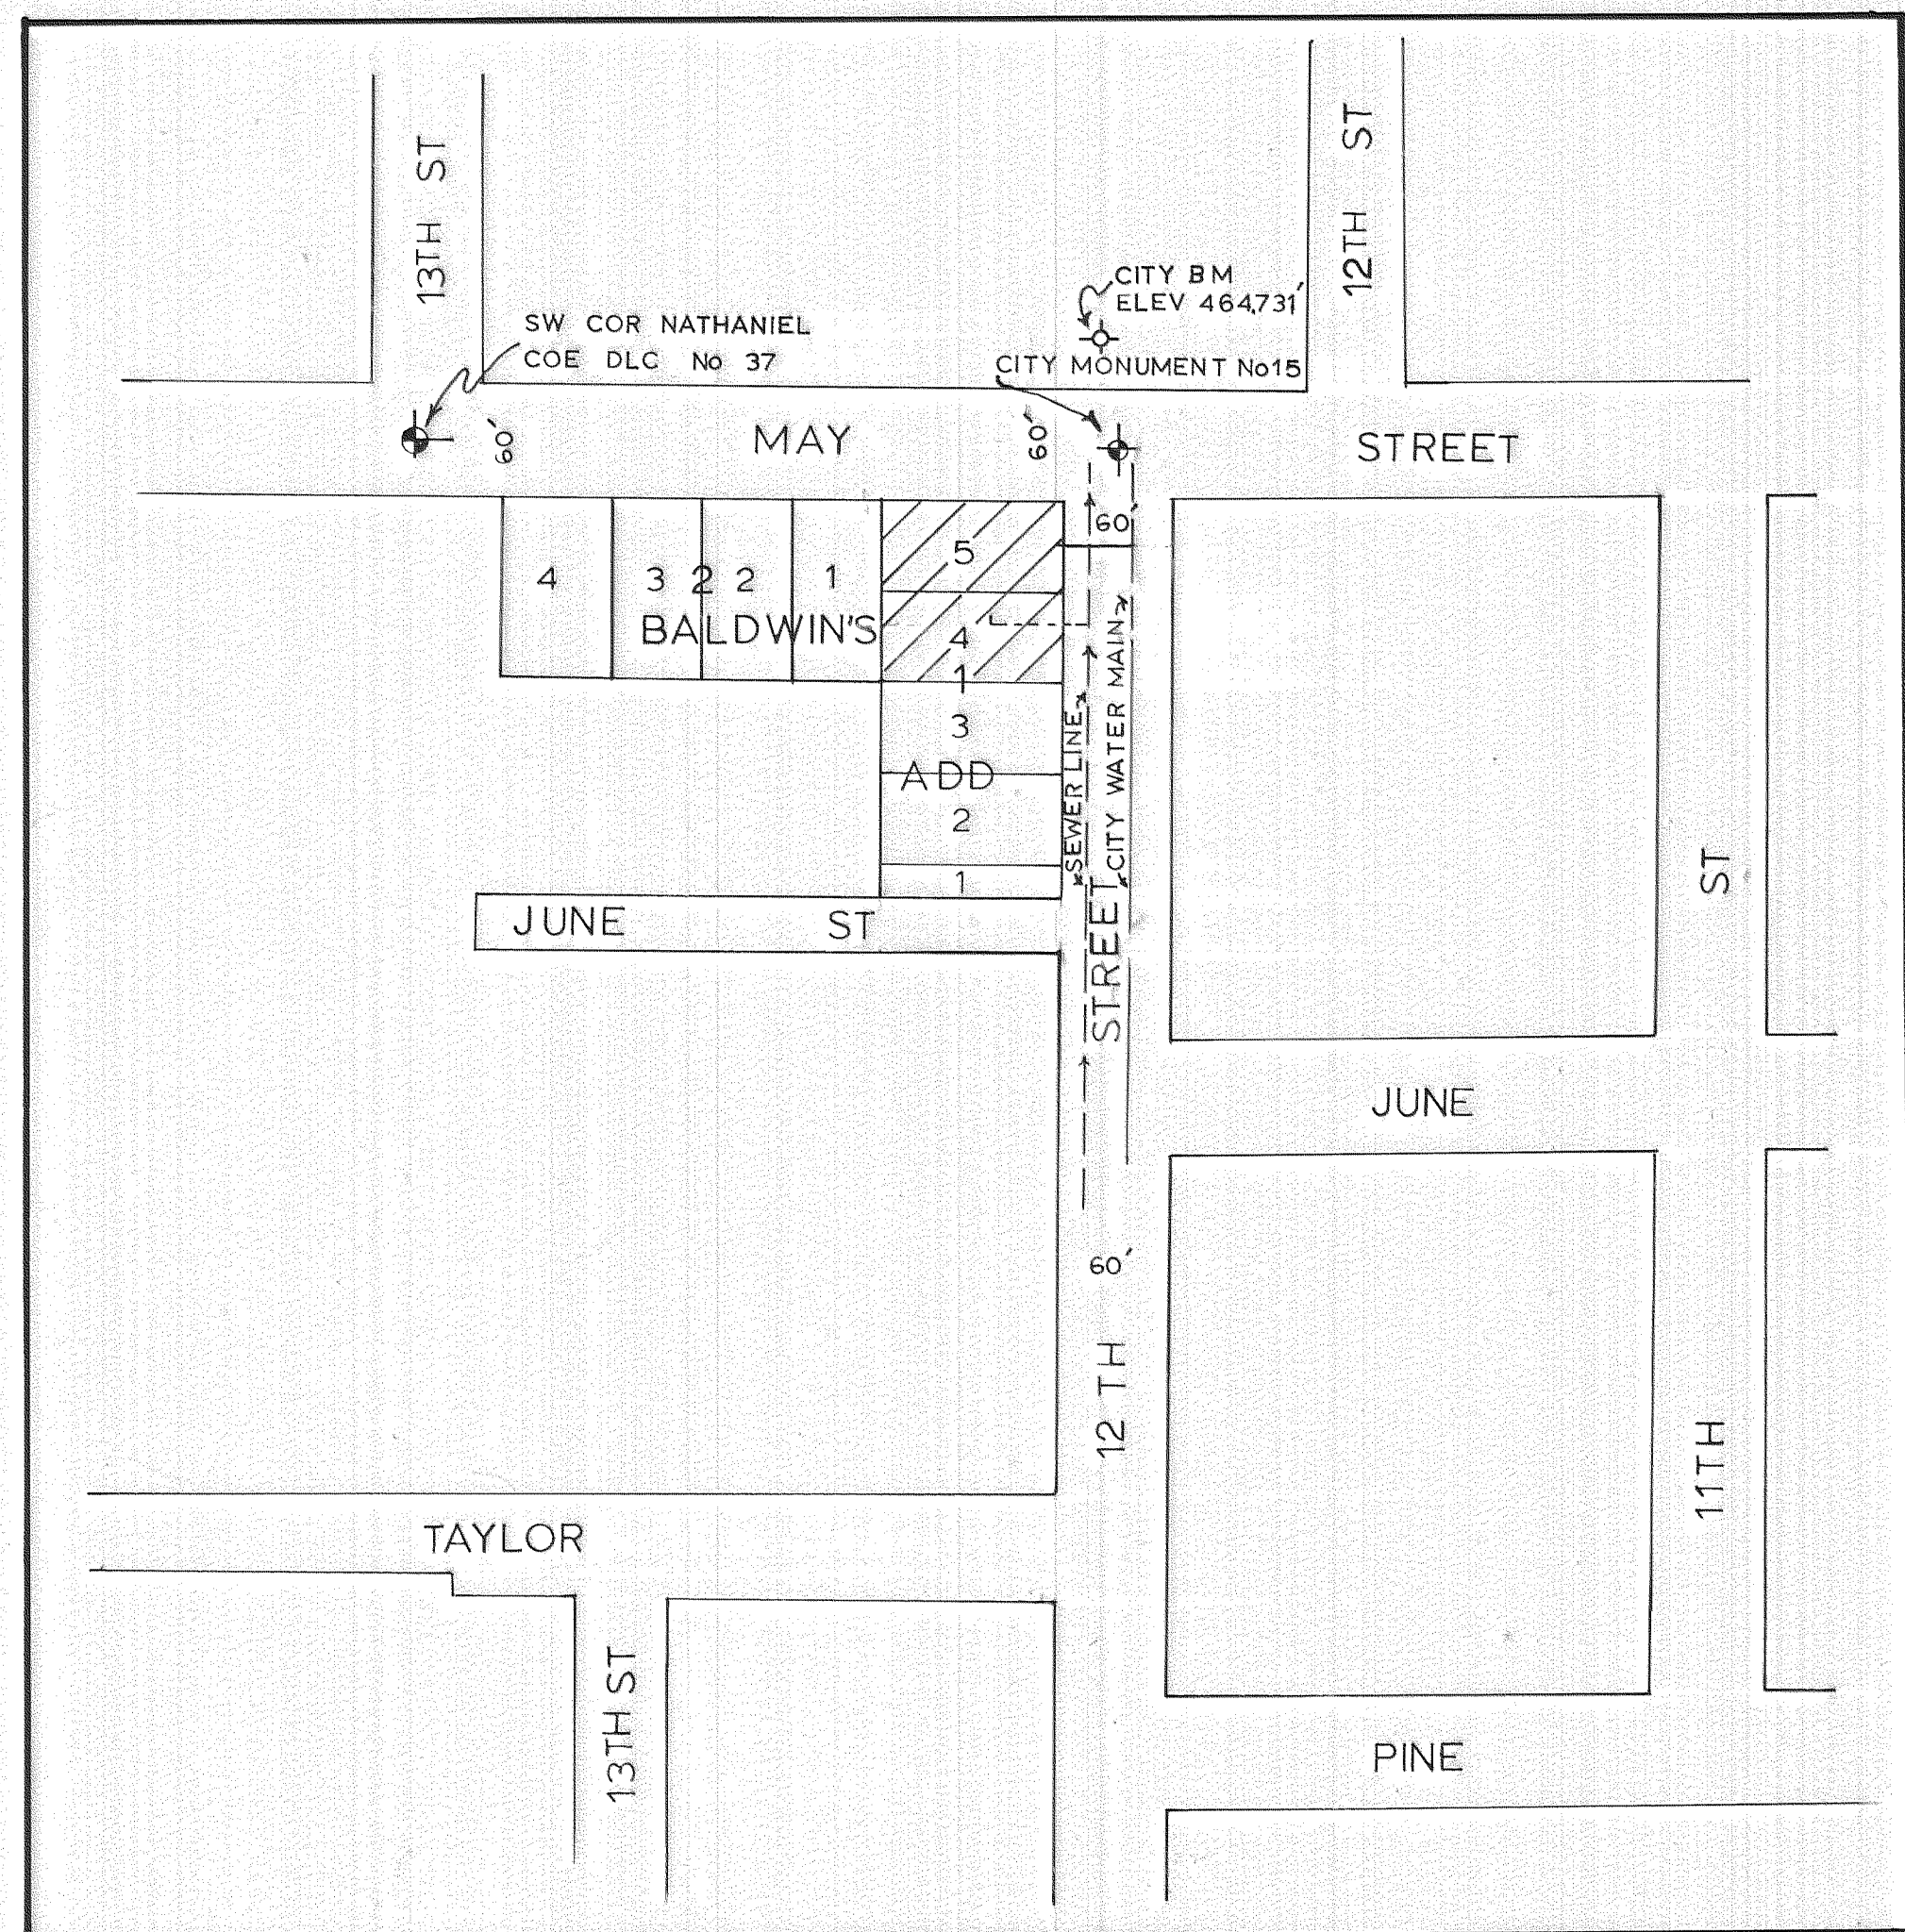 13TH ST
12TH ST
CITY BM
ELEV 464.731'
SW COR NATHANIEL
COE DLC No 37
CITY MONUMENT No 15
60'
MAY
60'
STREET
60'
5
4
3
2
2
1
BALDWIN'S
4
1
3
ADD
2
1
SEWER LINE
CITY WATER MAIN
ST
JUNE ST
STREET
JUNE
60'
12 TH
11TH
TAYLOR
13TH ST
PINE